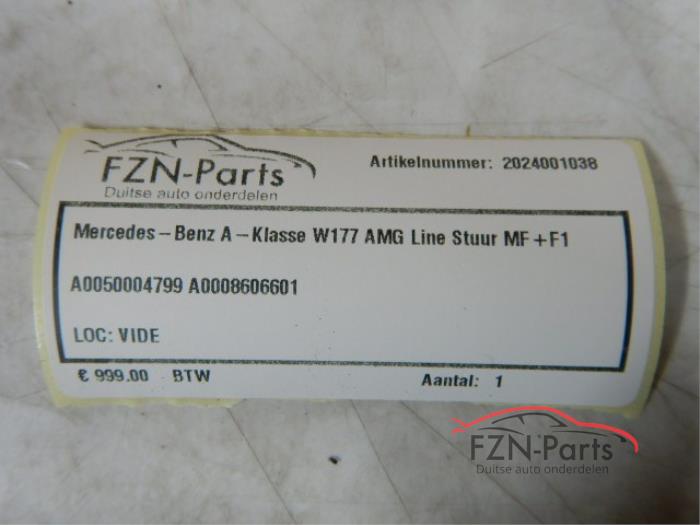 FZN-Parts
Duitse auto onderdelen
Artikelnummer: 2024001038
Mercedes-Benz A-Klasse W177 AMG Line Stuur MF+F1
A0050004799 A0008606601
LOC: VIDE
€ 999.00 BTW
Aantal: 1
FZN-Parts
Duitse auto onderdelen